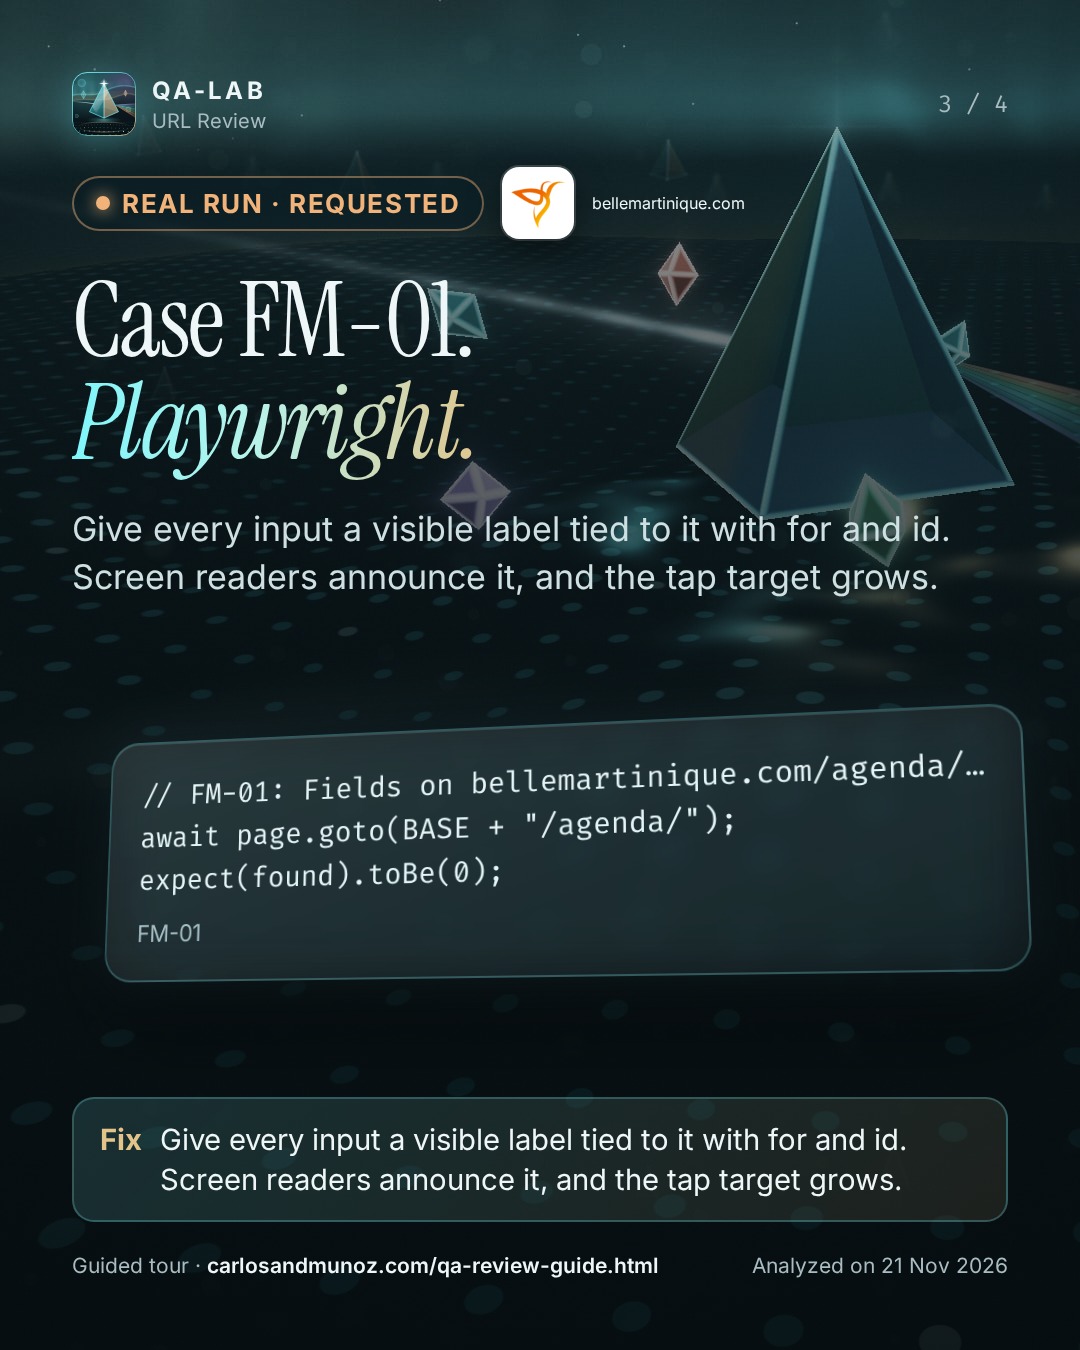 QA-LAB
URL Review
3 / 4
REAL RUN · REQUESTED
bellemartinique.com
Case FM-01.
Playwright.
Give every input a visible label tied to it with for and id.
Screen readers announce it, and the tap target grows.
// FM-01: Fields on bellemartinique.com/agenda/…
await page.goto(BASE + "/agenda/");
expect(found).toBe(0);
FM-01
Fix Give every input a visible label tied to it with for and id.
Screen readers announce it, and the tap target grows.
Guided tour · carlosandmunoz.com/qa-review-guide.html
Analyzed on 21 Nov 2026